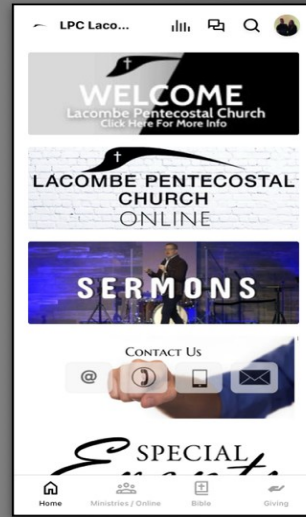 LPC Laco...
WELCOME
Lacombe Pentecostal Church
Click Here For More Info
LACOMBE PENTECOSTAL
CHURCH
ONLINE
SERMONS
CONTACT US
@
SPECIAL
Events
Home Ministries / Online Bible Giving